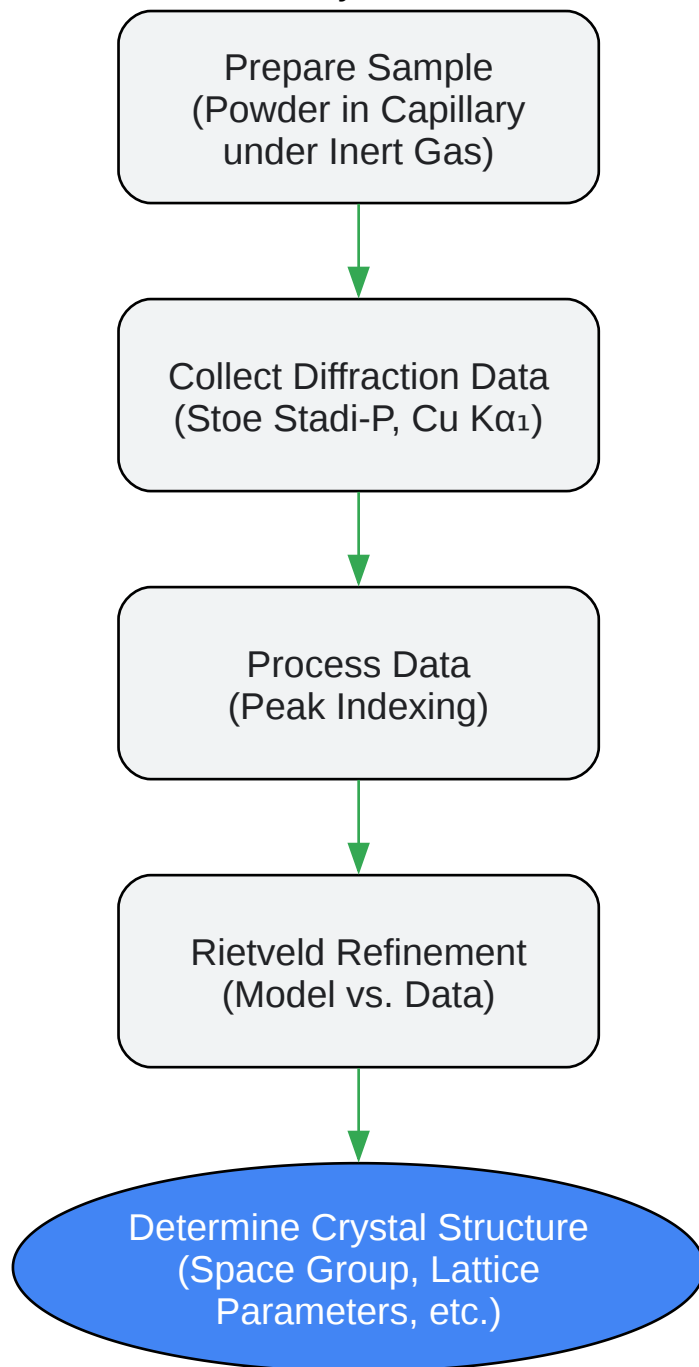 Prepare Sample
(Powder in Capillary
under Inert Gas)
Collect Diffraction Data
(Stoe Stadi-P, Cu Kα₁)
Process Data
(Peak Indexing)
Rietveld Refinement
(Model vs. Data)
Determine Crystal Structure
(Space Group, Lattice
Parameters, etc.)